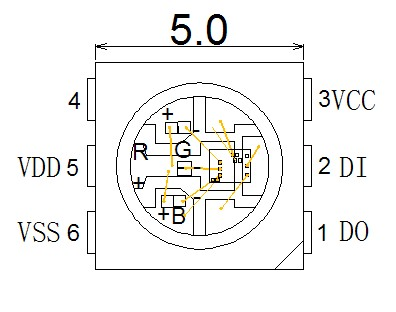 5.0
4 3VCC
+ -
R G
VDD 5 - 2 DI
+
-
+B
VSS 6 1 DO